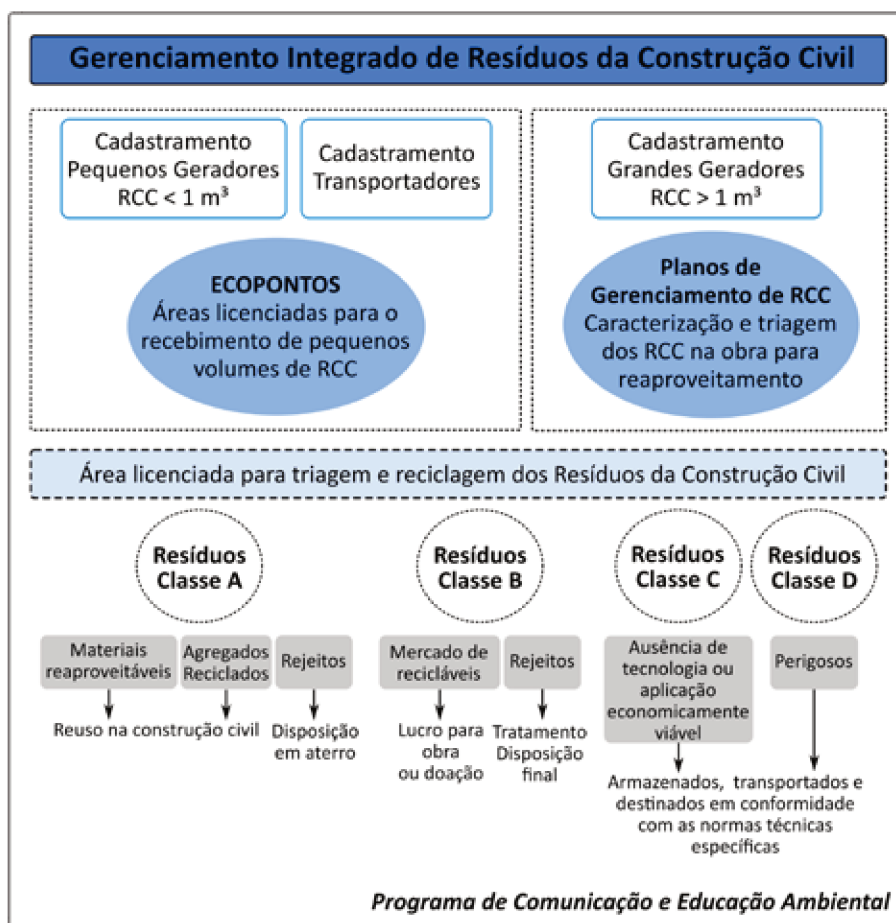 Gerenciamento Integrado de Resíduos da Construção Civil
Cadastramento
Pequenos Geradores
RCC < 1 m³
Cadastramento
Transportadores
Cadastramento
Grandes Geradores
RCC > 1 m³
ECOPONTOS
Áreas licenciadas para o
recebimento de pequenos
volumes de RCC
Planos de
Gerenciamento de RCC
Caracterização e triagem
dos RCC na obra para
reaproveitamento
Área licenciada para triagem e reciclagem dos Resíduos da Construção Civil
Resíduos
Classe A
Resíduos
Classe B
Resíduos
Classe C
Resíduos
Classe D
Materiais
reaproveitáveis
Agregados
Reciclados
Rejeitos
Mercado de
recicláveis
Rejeitos
Ausência de
tecnologia ou
aplicação
economicamente
viável
Perigosos
Reuso na construção civil
Disposição
em aterro
Lucro para
obra
ou doação
Tratamento
Disposição
final
Armazenados, transportados e
destinados em conformidade
com as normas técnicas
específicas
Programa de Comunicação e Educação Ambiental